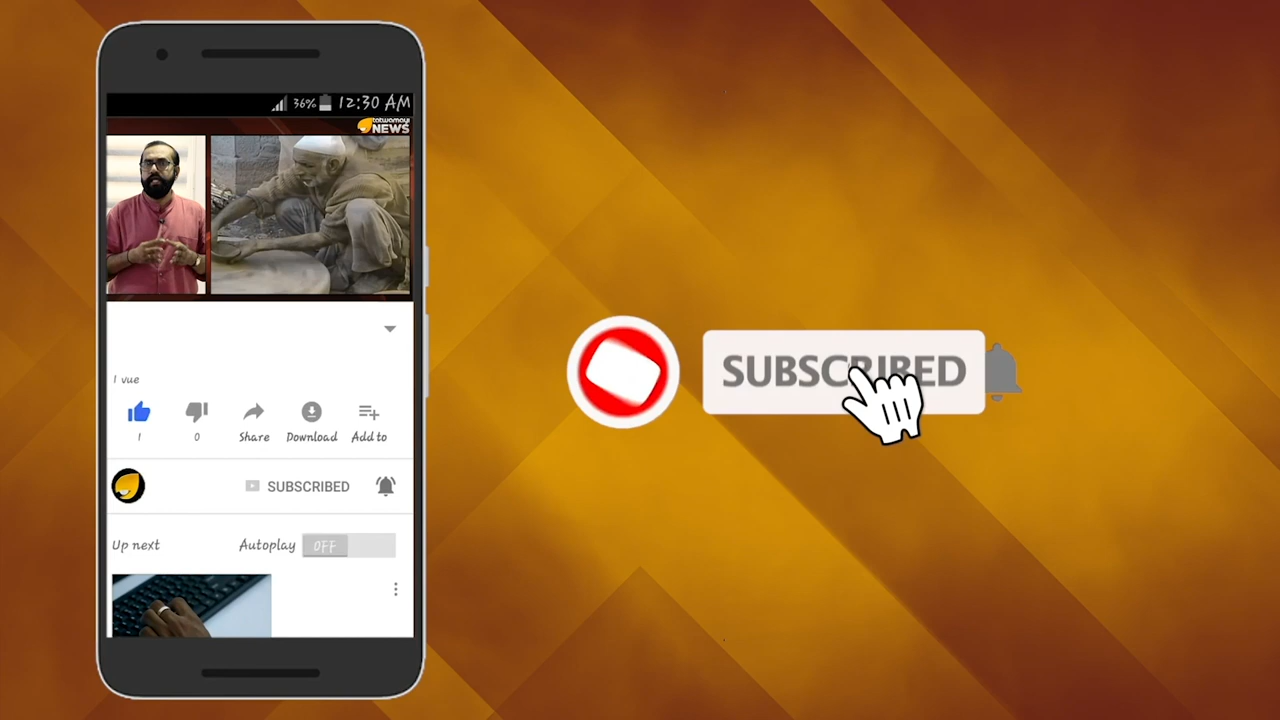 36% 12:30 AM
tatwamayi
NEWS
1 vue
1
0
Share
Download
Add to
SUBSCRIBED
Up next
Autoplay
OFF
SUBSCRIBED